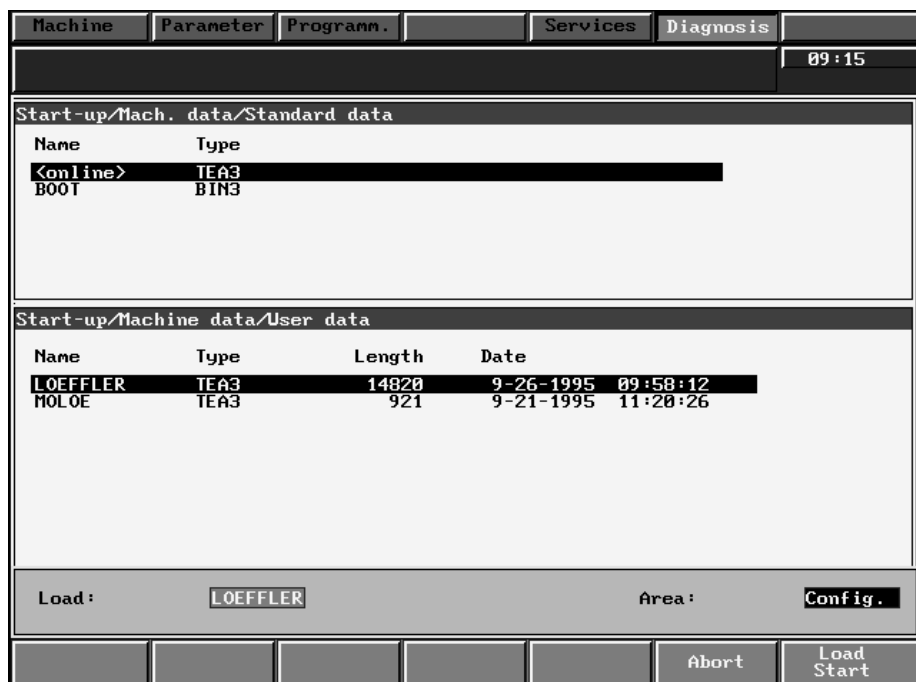 Machine Parameter Programm. Services Diagnosis
09:15
Start-up/Mach. data/Standard data
Name Type
<online> TEA3
BOOT BIN3
Start-up/Machine data/User data
Name Type Length Date
LOEFFLER TEA3 14820 9-26-1995 09:58:12
MOLOE TEA3 921 9-21-1995 11:20:26
Load: LOEFFLER Area: Config.
Abort Load Start